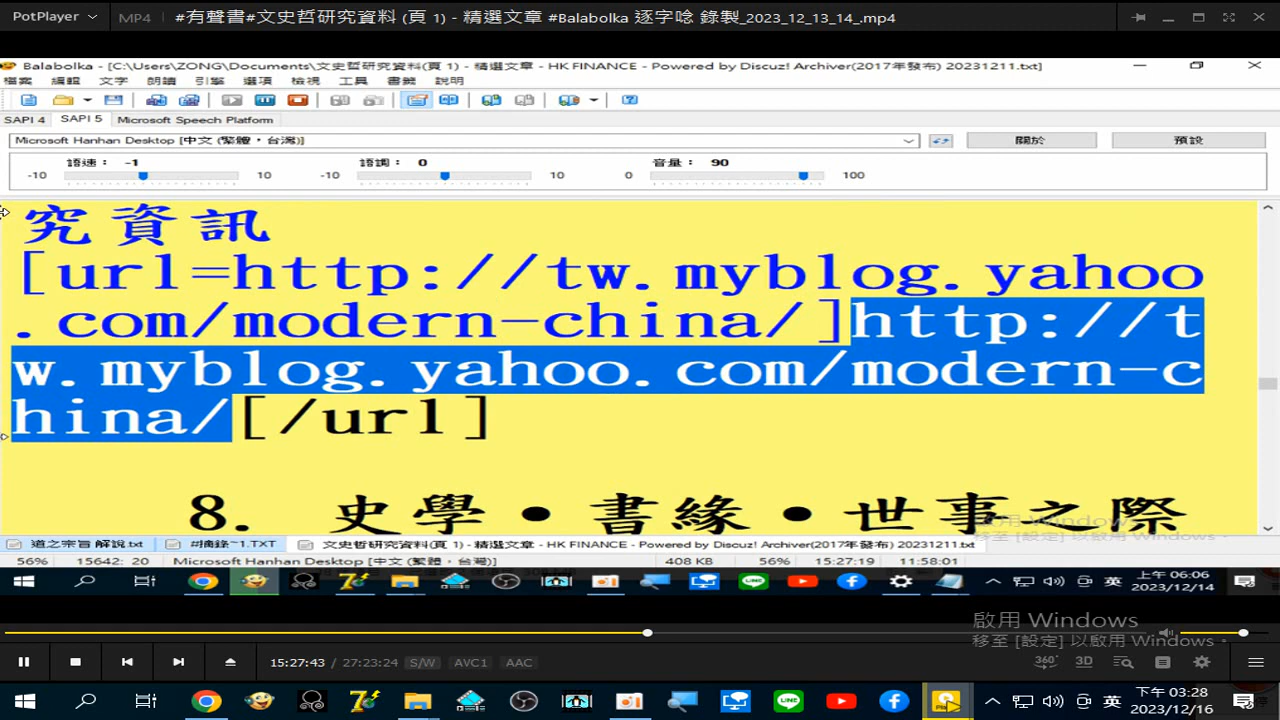 PotPlayer MP4 #有聲書#文史哲研究資料 (頁 1) - 精選文章 #Balabolka 逐字唸 錄製_2023_12_13_14_.mp4
Balabolka - [C:\Users\ZONG\Documents\文史哲研究資料(頁 1) - 精選文章 - HK FINANCE - Powered by Discuz! Archiver(2017年發布) 20231211.txt]
檔案 編輯 文字 朗讀 引擎 選項 檢視 工具 書籤 說明
SAPI 4 SAPI 5 Microsoft Speech Platform
Microsoft Hanhan Desktop [中文 (繁體，台灣)] 關於 預設
語速： -1 語調： 0 音量： 90
-10 10 -10 10 0 100
究資訊
[url=http://tw.myblog.yahoo
.com/modern-china/]http://t
w.myblog.yahoo.com/modern-c
hina/[/url]
8. 史學•書緣•世事之際
啟用 Windows
移至 [設定] 以啟用 Windows。
道之宗旨 解說.txt #摘錄~1.TXT 文史哲研究資料(頁 1) - 精選文章 - HK FINANCE - Powered by Discuz! Archiver(2017年發布) 20231211.txt
56% 15642: 20 Microsoft Hanhan Desktop [中文 (繁體，台灣)] 408 KB 56% 15:27:19 11:58:01
英 上午 06:06
2023/12/14
啟用 Windows
移至 [設定] 以啟用 Windows。
15:27:43 / 27:23:24 S/W AVC1 AAC 360° 3D
英 下午 03:28
2023/12/16